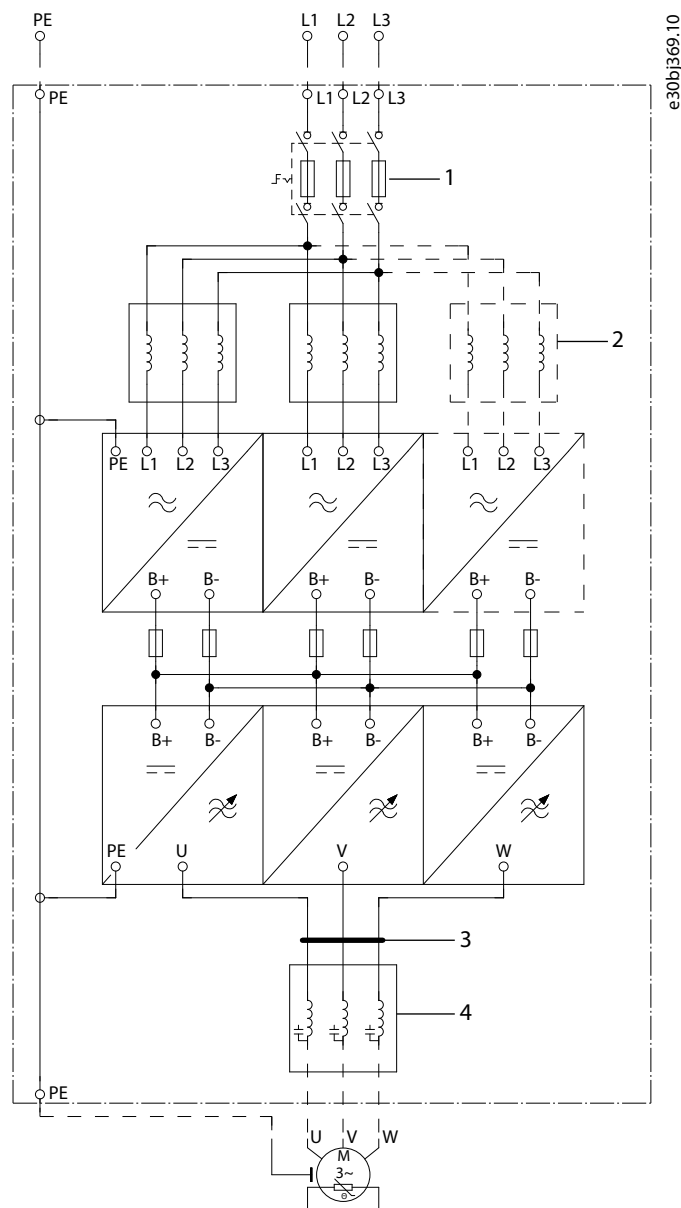 PE L1 L2 L3
e30bj369.10
PE L1 L2 L3
1
2
PE L1 L2 L3 L1 L2 L3 L1 L2 L3
B+ B- B+ B- B+ B-
B+ B- B+ B- B+ B-
PE U V W
3
4
PE
U V W
M
3~
θ